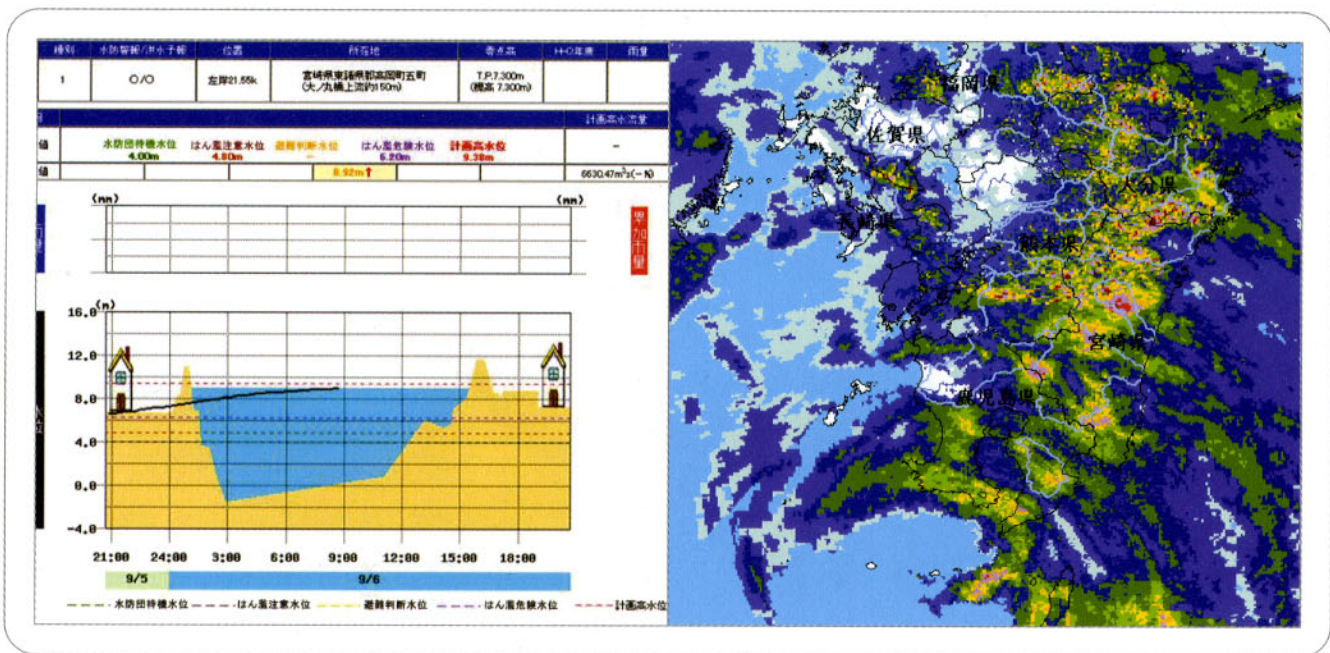 種別 水防警報/洪水予報 位置 所在地 零点高 H-Q年度 雨量
1 ○/○ 左岸21.55k 宮崎県東諸県郡高岡町五町 T.P.7.300m
(大ノ丸橋上流約150m) (標高 7.300m)
計画高水流量
値 水防団待機水位 はん濫注意水位 避難判断水位 はん濫危険水位 計画高水位
4.00m 4.80m － 6.20m 9.38m －
値 8.92m↑ 6630.47m³s(－%)
(mm) (mm)
雨量
累加雨量
(m)
16.0
12.0
8.0
4.0
0.0
-4.0
水位
21:00 24:00 3:00 6:00 9:00 12:00 15:00 18:00
9/5 9/6
水防団待機水位 はん濫注意水位 避難判断水位 はん濫危険水位 計画高水位
福岡県
佐賀県
大分県
長崎県
熊本県
宮崎県
鹿児島県